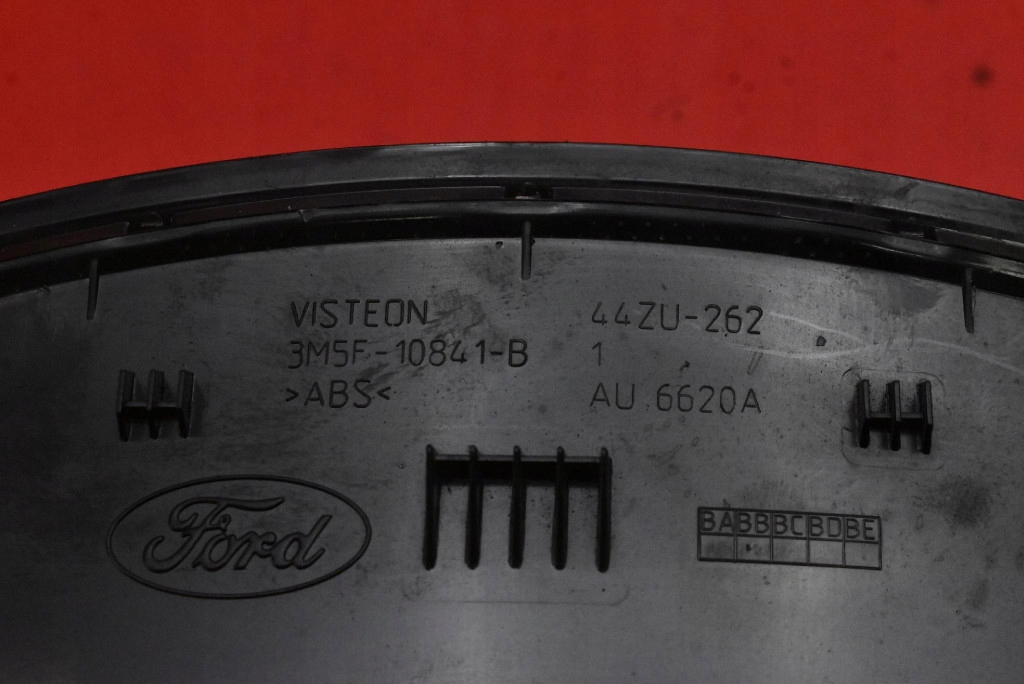 VISTEON 44ZU-262
3M5F-10841-B 1
>ABS< AU 6620A
Ford
BA BB BC BD BE